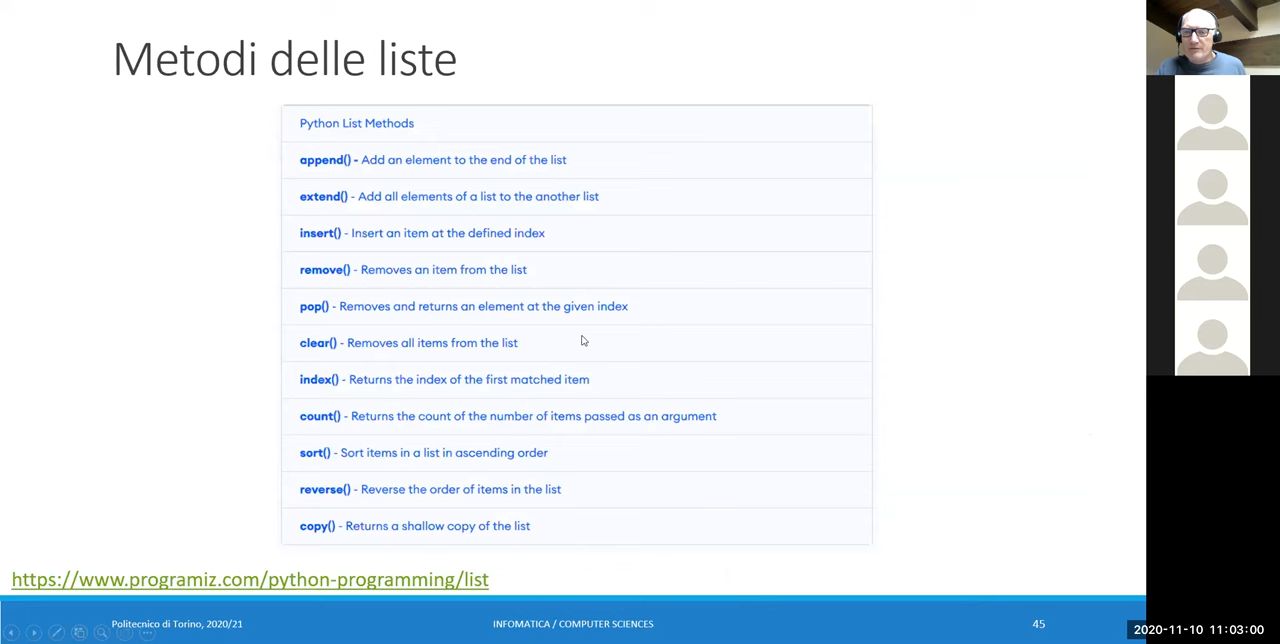 Metodi delle liste
Python List Methods
append() - Add an element to the end of the list
extend() - Add all elements of a list to the another list
insert() - Insert an item at the defined index
remove() - Removes an item from the list
pop() - Removes and returns an element at the given index
clear() - Removes all items from the list
index() - Returns the index of the first matched item
count() - Returns the count of the number of items passed as an argument
sort() - Sort items in a list in ascending order
reverse() - Reverse the order of items in the list
copy() - Returns a shallow copy of the list
https://www.programiz.com/python-programming/list
Politecnico di Torino, 2020/21
INFOMATICA / COMPUTER SCIENCES
45
2020-11-10 11:03:00